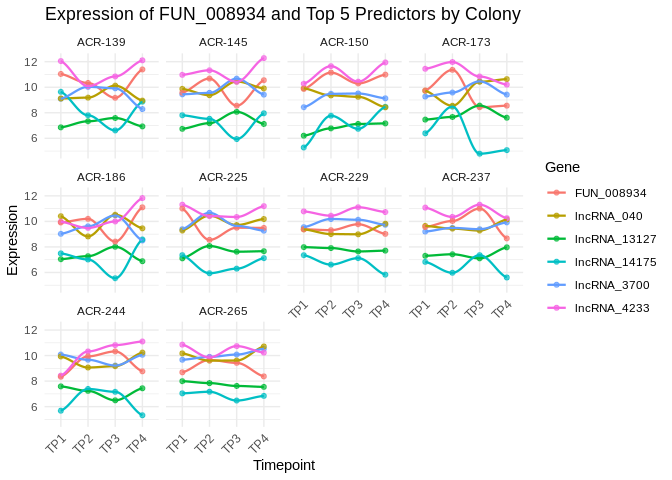 Expression of FUN_008934 and Top 5 Predictors by Colony
ACR-139 ACR-145 ACR-150 ACR-173
12
10
8
6
ACR-186 ACR-225 ACR-229 ACR-237
12
10
8
6
TP1 TP2 TP3 TP4 TP1 TP2 TP3 TP4
ACR-244 ACR-265
12
10
8
6
TP1 TP2 TP3 TP4 TP1 TP2 TP3 TP4
Expression
Timepoint
Gene
FUN_008934
lncRNA_040
lncRNA_13127
lncRNA_14175
lncRNA_3700
lncRNA_4233